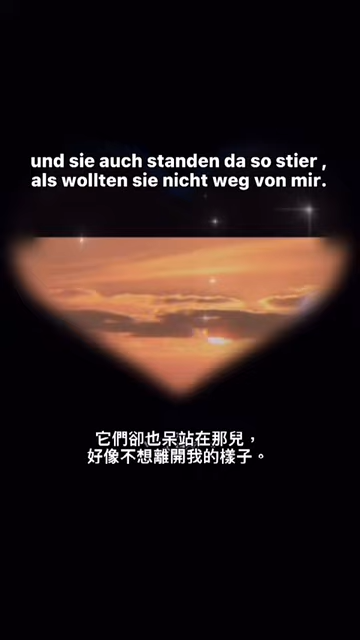 und sie auch standen da so stier ,
als wollten sie nicht weg von mir.
它們卻也呆站在那兒，
好像不想離開我的樣子。